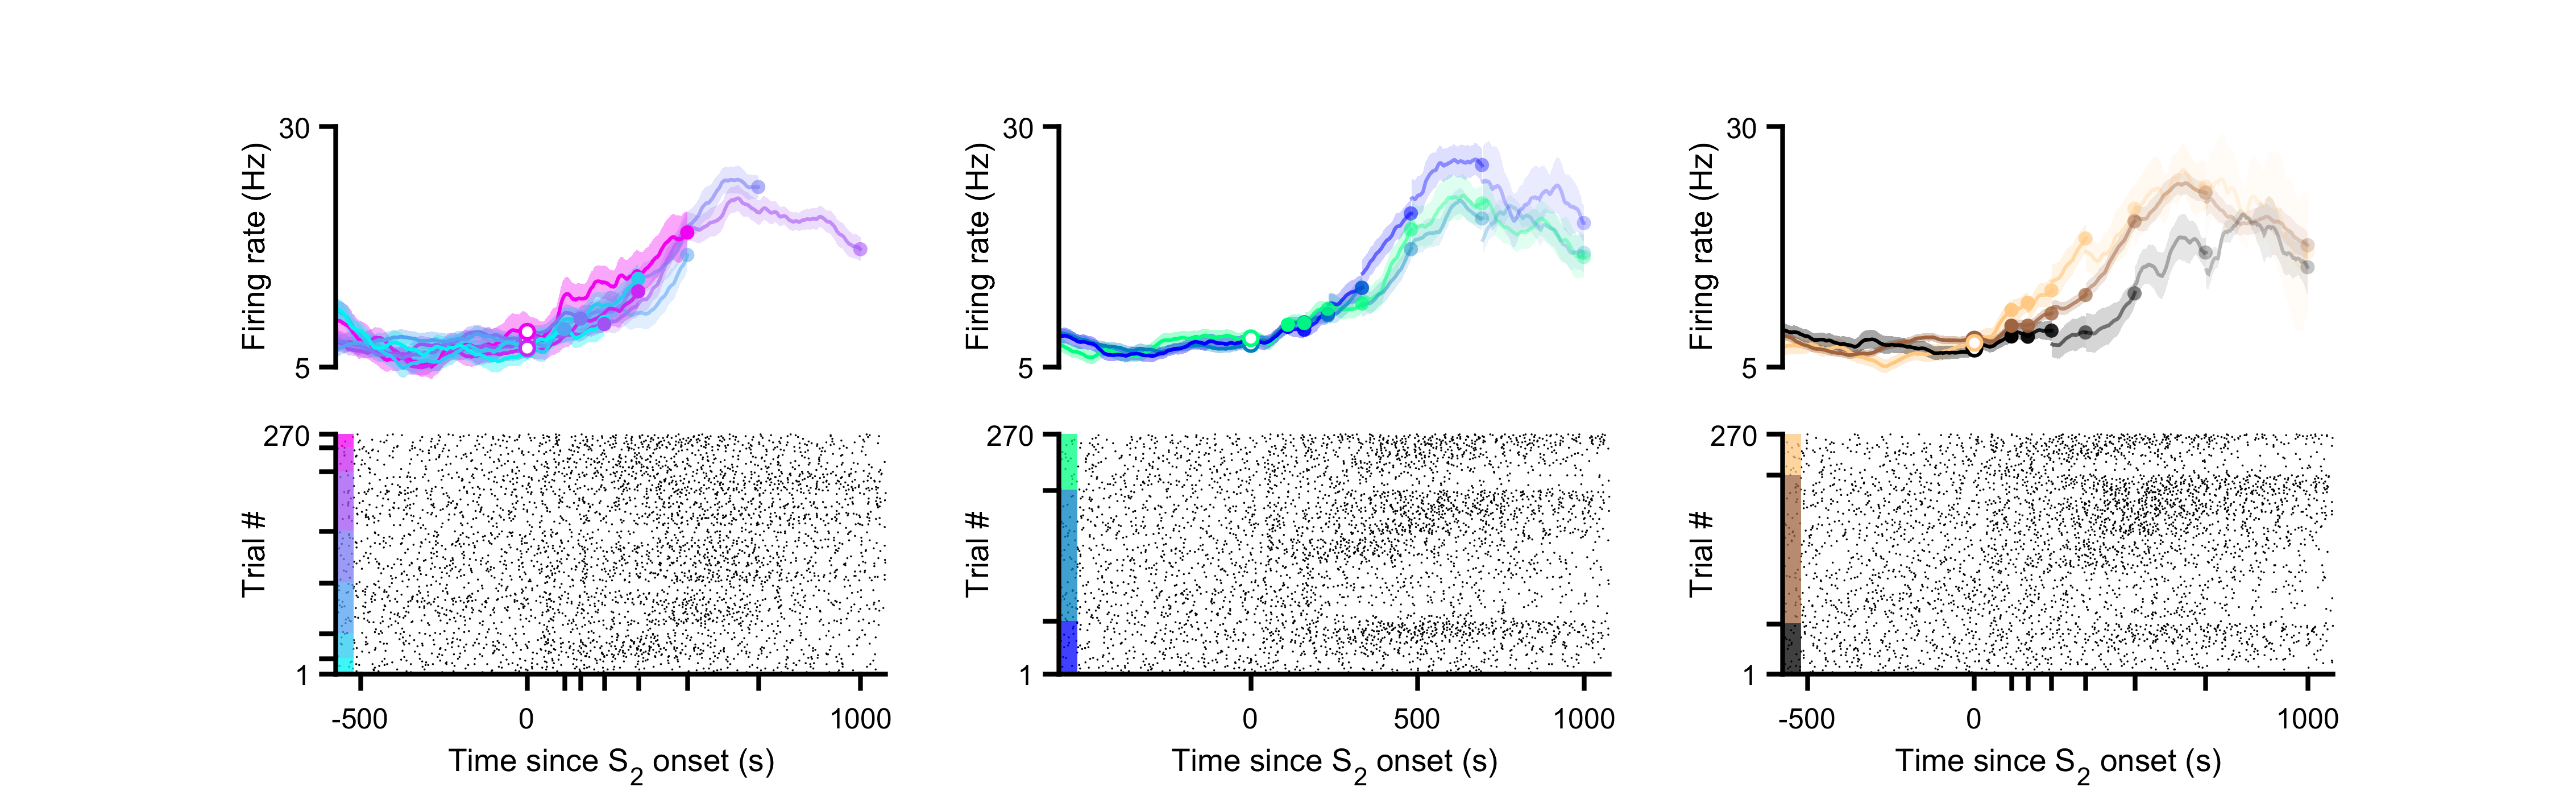 30
Firing rate (Hz)
5
30
Firing rate (Hz)
5
30
Firing rate (Hz)
5
270
Trial #
1
270
Trial #
1
270
Trial #
1
-500 0 1000
0 500 1000
-500 0 1000
Time since S2 onset (s)
Time since S2 onset (s)
Time since S2 onset (s)